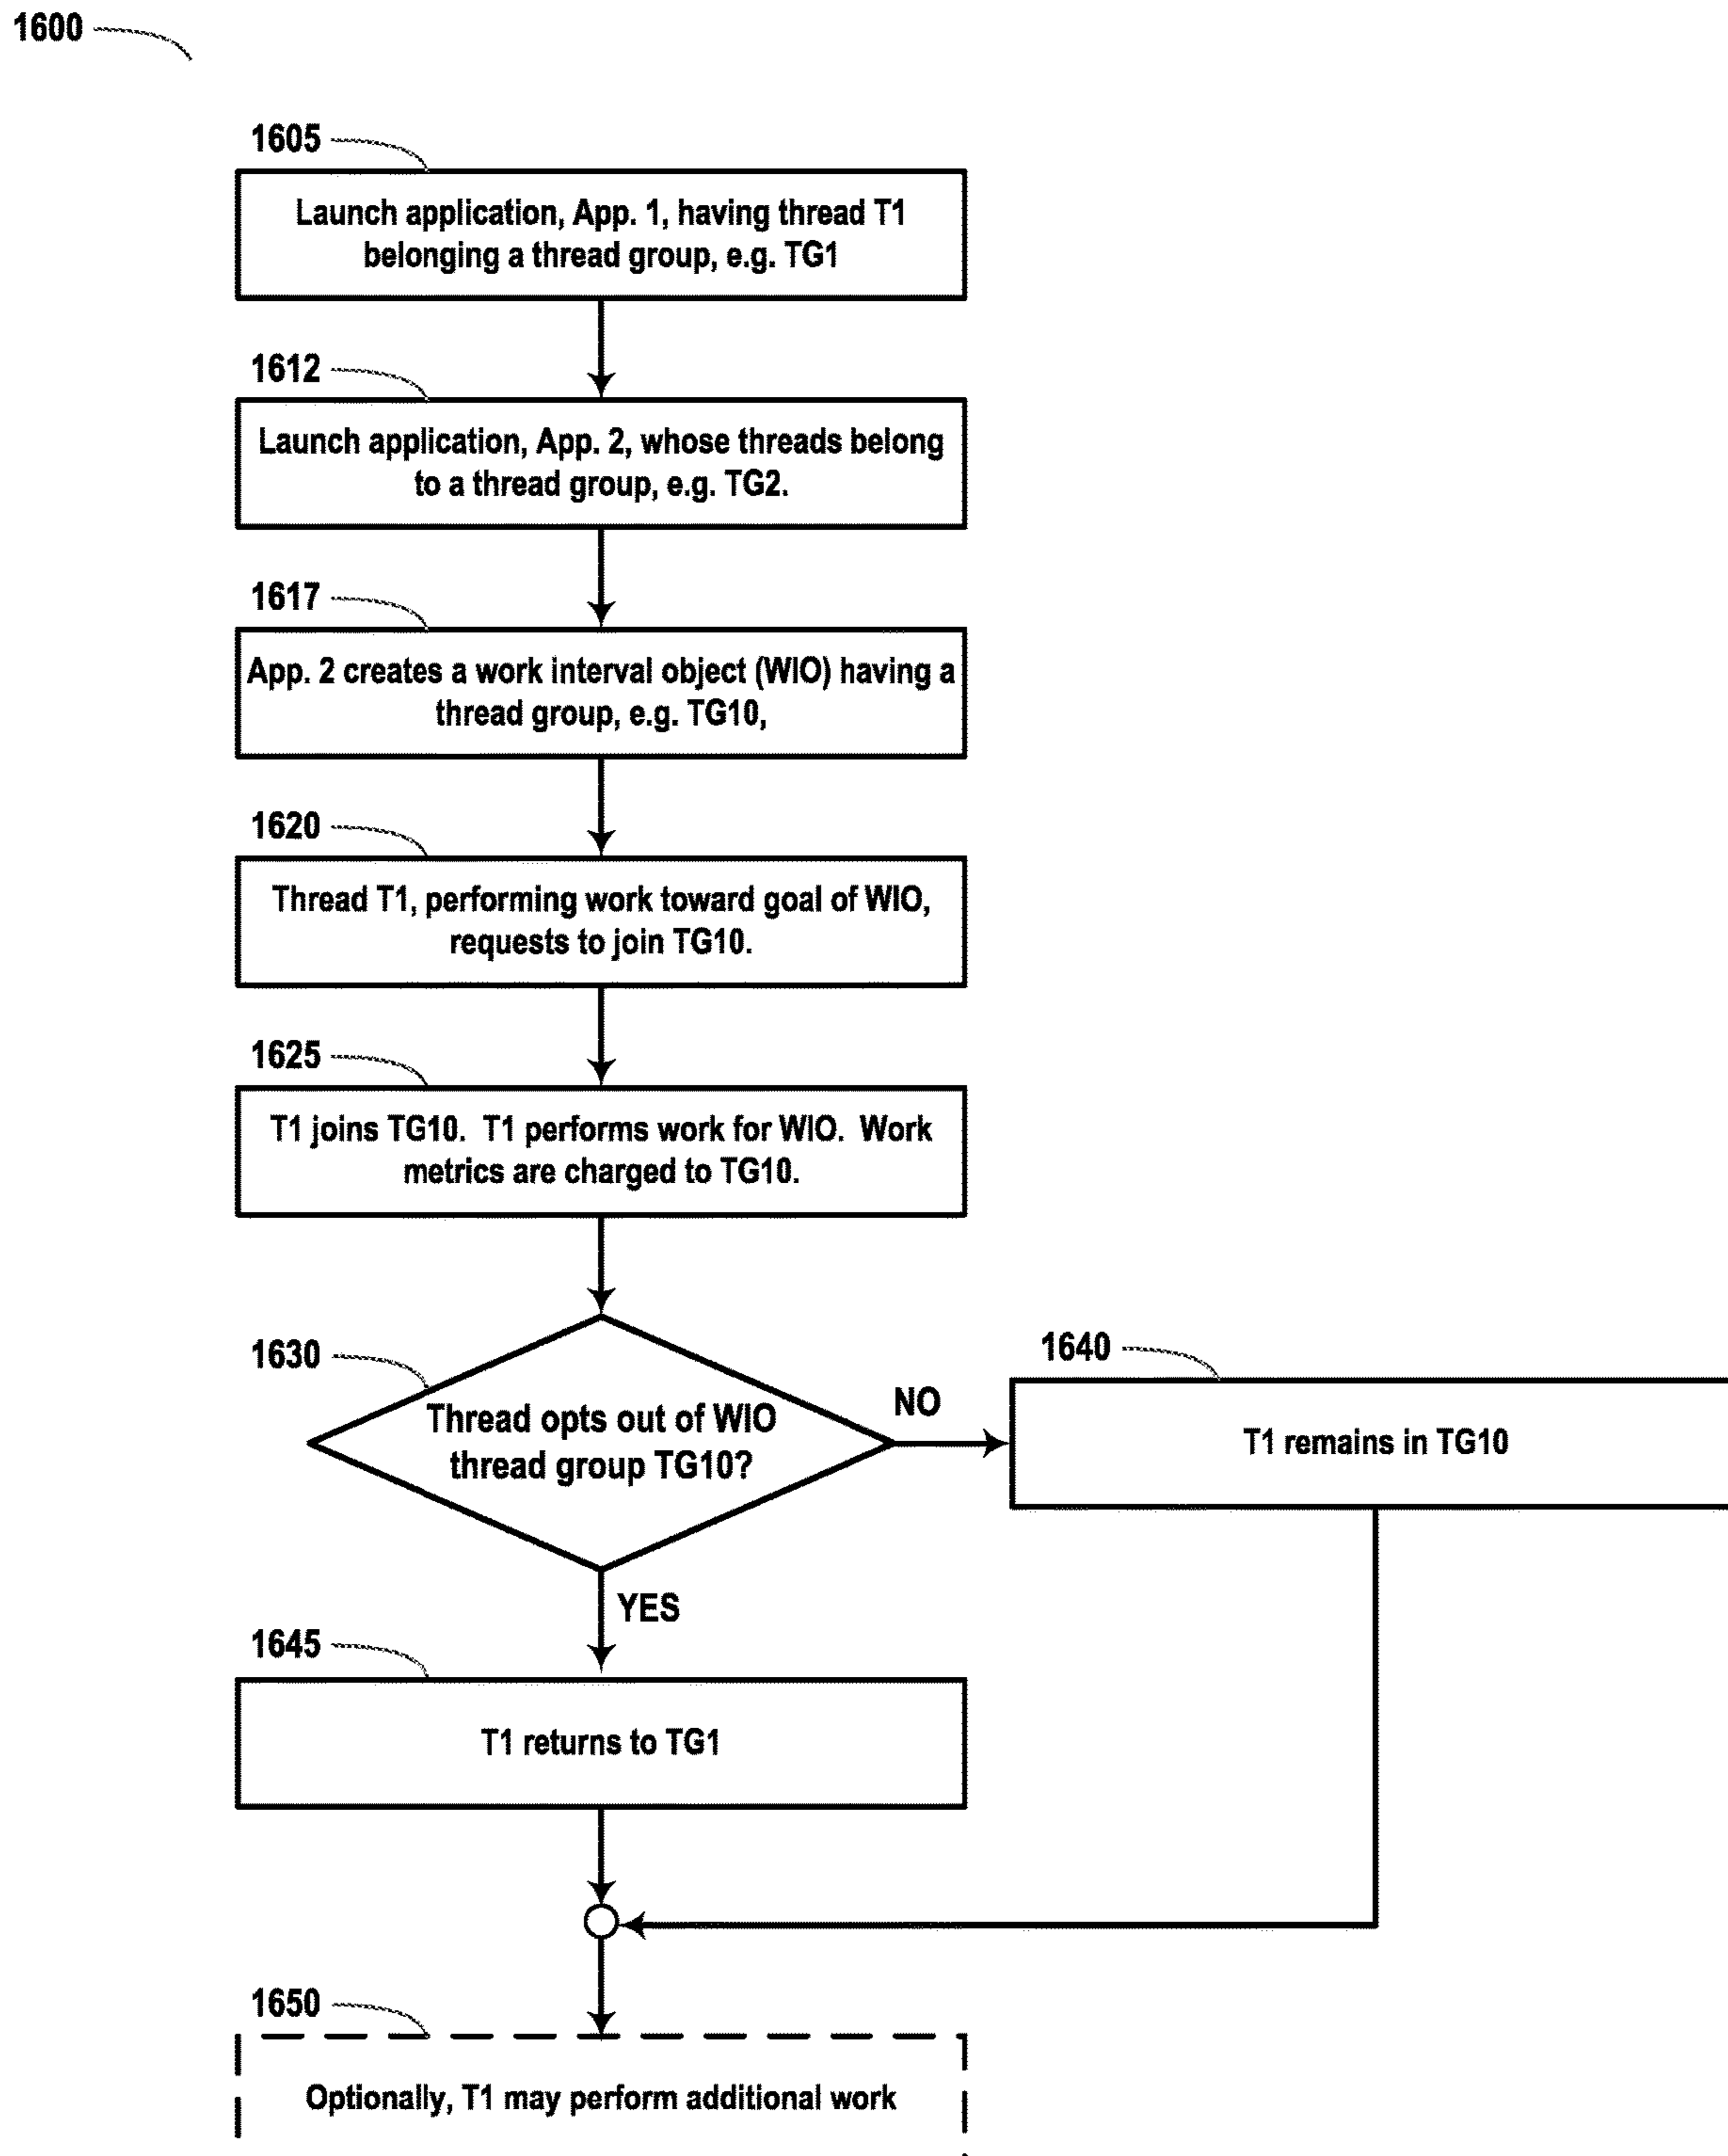 1600
1605
Launch application, App. 1, having thread T1
belonging a thread group, e.g. TG1
1612
Launch application, App. 2, whose threads belong
to a thread group, e.g. TG2.
1617
App. 2 creates a work interval object (WIO) having a
thread group, e.g. TG10,
1620
Thread T1, performing work toward goal of WIO,
requests to join TG10.
1625
T1 joins TG10. T1 performs work for WIO. Work
metrics are charged to TG10.
1630
Thread opts out of WIO
thread group TG10?
NO
1640
T1 remains in TG10
YES
1645
T1 returns to TG1
1650
Optionally, T1 may perform additional work